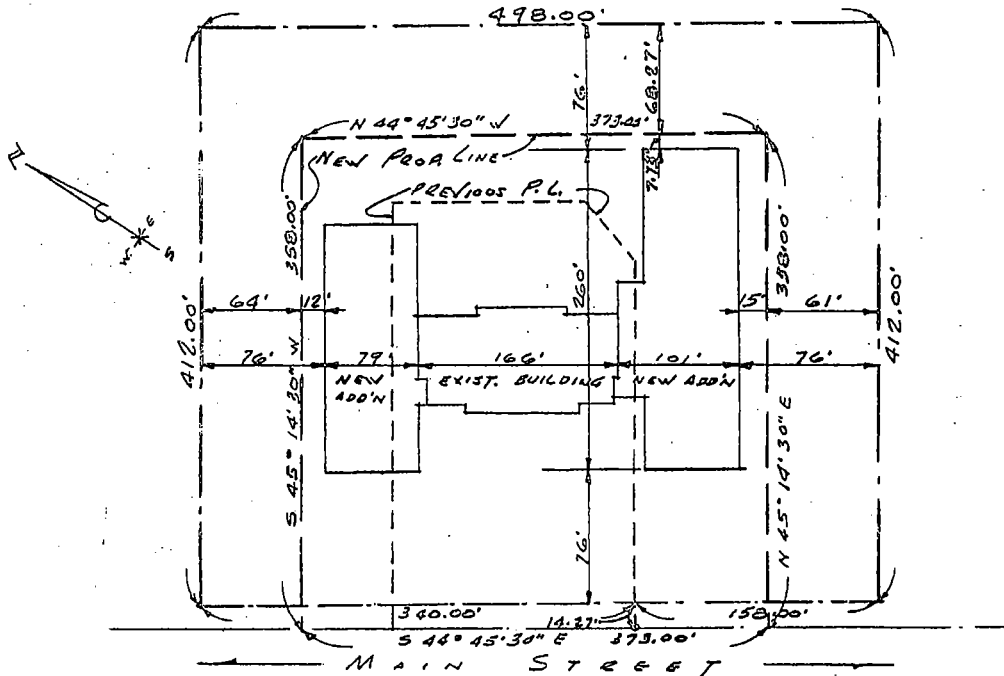 498.00'
76'
68.27'
N 44° 45' 30" W
373.00'
NEW PROP. LINE
7.73'
PREVIOUS P.L.
N
E
W
S
358.00'
358.00'
260'
64'
12'
15'
61'
412.00'
412.00'
76'
79'
166'
101'
76'
NEW ADD'N
EXIST. BUILDING
NEW ADD'N
S 45° 14' 30" W
N 45° 14' 30" E
76'
340.00'
14.27'
158.00'
S 44° 45' 30" E
373.00'
MAIN STREET